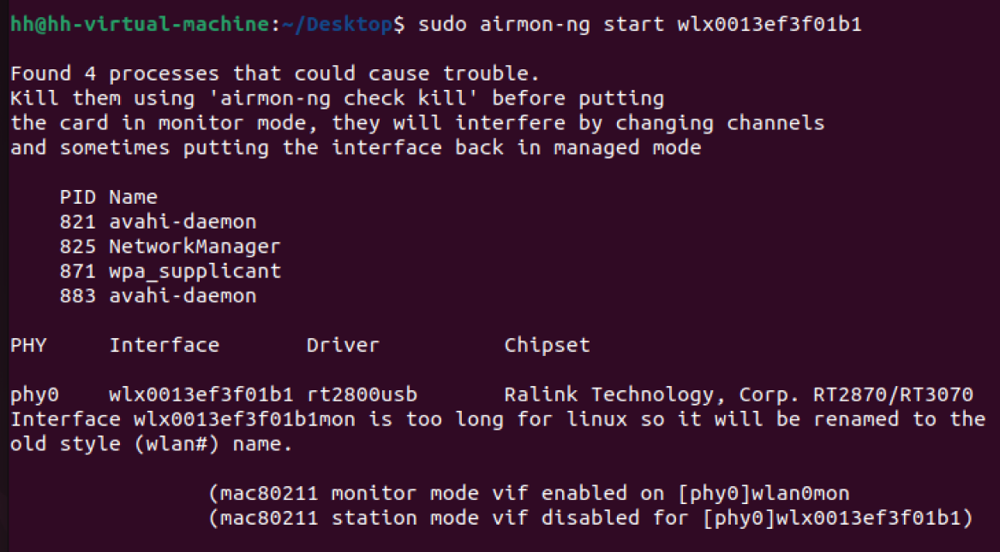 hh@hh-virtual-machine:~/Desktop$ sudo airmon-ng start wlx0013ef3f01b1
Found 4 processes that could cause trouble.
Kill them using 'airmon-ng check kill' before putting
the card in monitor mode, they will interfere by changing channels
and sometimes putting the interface back in managed mode
PID Name
821 avahi-daemon
825 NetworkManager
871 wpa_supplicant
883 avahi-daemon
PHY Interface Driver Chipset
phy0 wlx0013ef3f01b1 rt2800usb Ralink Technology, Corp. RT2870/RT3070
Interface wlx0013ef3f01b1mon is too long for linux so it will be renamed to the
old style (wlan#) name.
(mac80211 monitor mode vif enabled on [phy0]wlan0mon
(mac80211 station mode vif disabled for [phy0]wlx0013ef3f01b1)